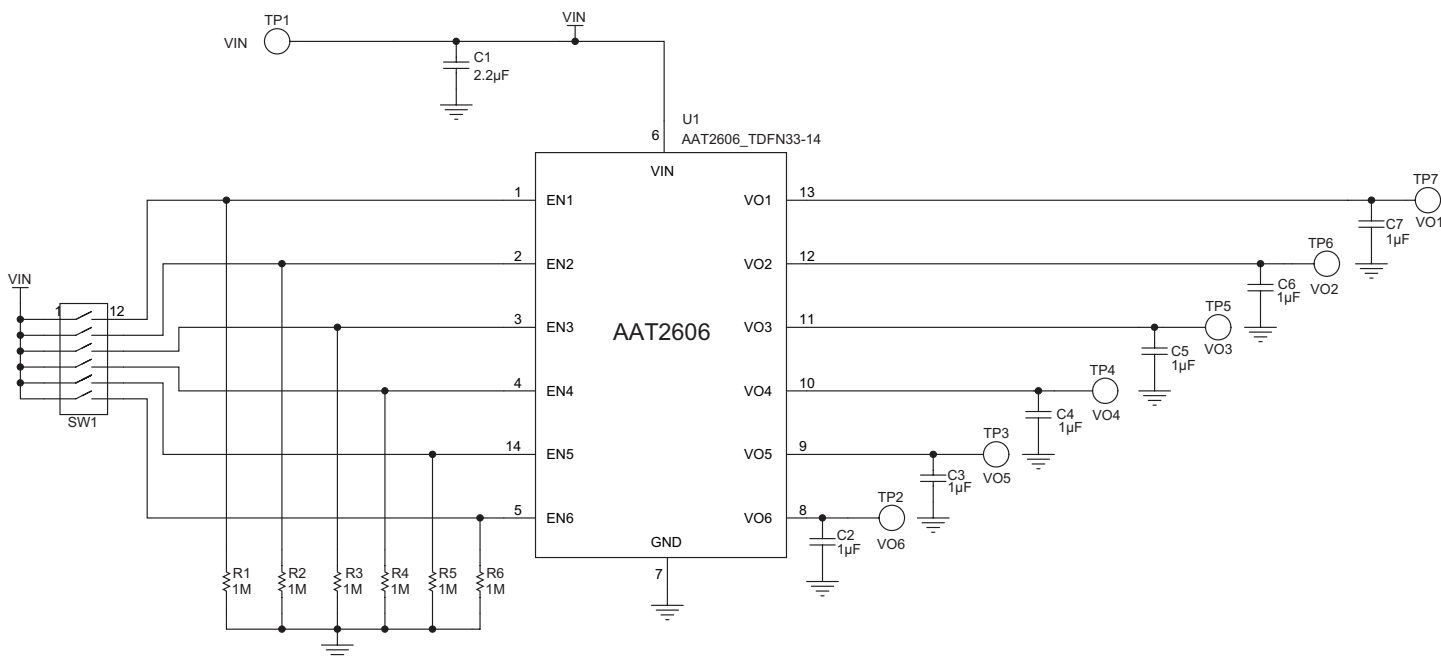 TP1
VIN
VIN
C1
2.2µF
U1
AAT2606_TDFN33-14
6
VIN
1 EN1
2 EN2
3 EN3
4 EN4
14 EN5
5 EN6
AAT2606
VO1 13
VO2 12
VO3 11
VO4 10
VO5 9
VO6 8
GND
7
VIN
1 12
SW1
R1
1M
R2
1M
R3
1M
R4
1M
R5
1M
R6
1M
TP7
VO1
C7
1µF
TP6
VO2
C6
1µF
TP5
VO3
C5
1µF
TP4
VO4
C4
1µF
TP3
VO5
C3
1µF
TP2
VO6
C2
1µF